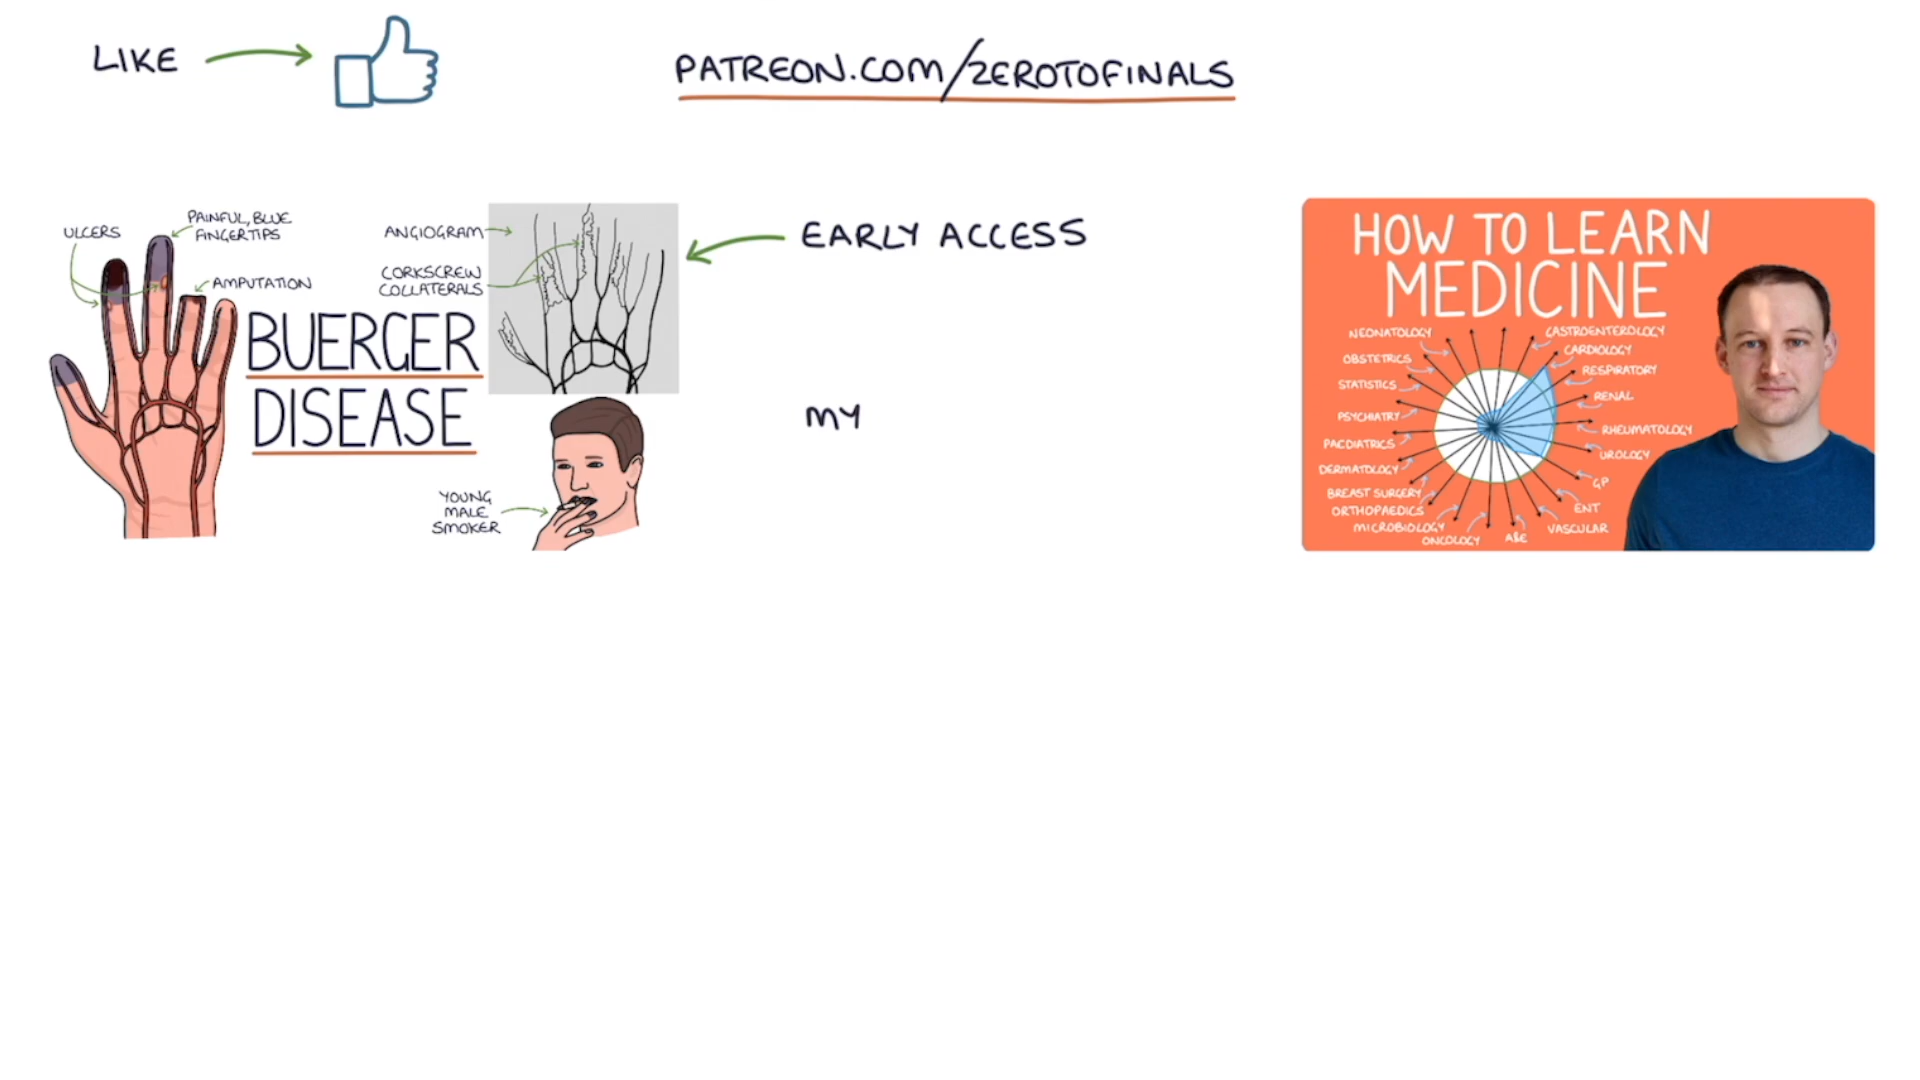 LIKE
PATREON.COM/ZEROTOFINALS
ULCERS
PAINFUL, BLUE
FINGERTIPS
AMPUTATION
BUERGER
DISEASE
ANGIOGRAM
CORKSCREW
COLLATERALS
YOUNG
MALE
SMOKER
EARLY ACCESS
MY
HOW TO LEARN
MEDICINE
NEONATOLOGY
OBSTETRICS
STATISTICS
PSYCHIATRY
PAEDIATRICS
DERMATOLOGY
BREAST SURGERY
ORTHOPAEDICS
MICROBIOLOGY
ONCOLOGY
A&E
VASCULAR
ENT
GP
UROLOGY
RHEUMATOLOGY
RENAL
RESPIRATORY
CARDIOLOGY
GASTROENTEROLOGY